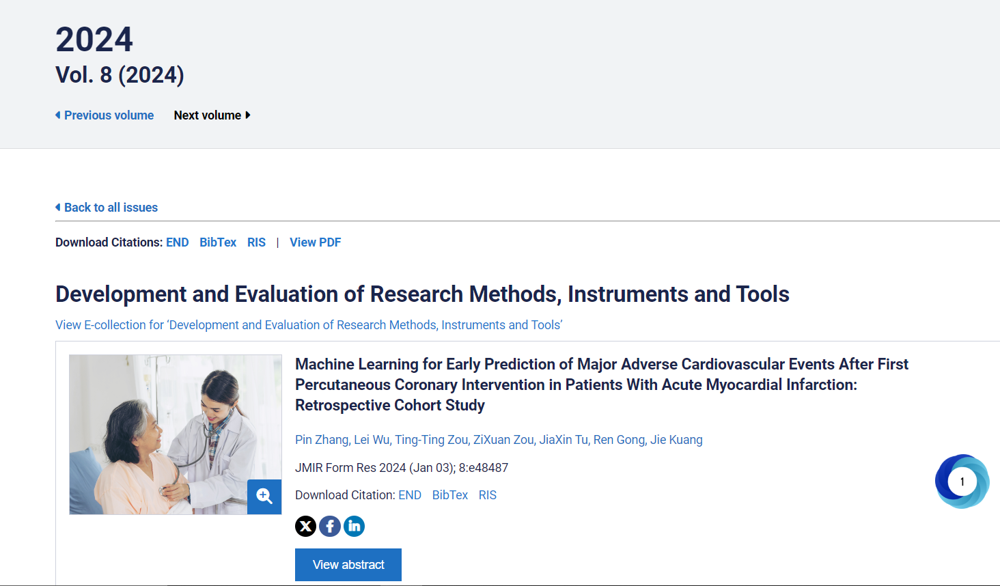 2024
Vol. 8 (2024)
Previous volume Next volume
Back to all issues
Download Citations: END BibTex RIS | View PDF
Development and Evaluation of Research Methods, Instruments and Tools
View E-collection for ‘Development and Evaluation of Research Methods, Instruments and Tools’
Machine Learning for Early Prediction of Major Adverse Cardiovascular Events After First
Percutaneous Coronary Intervention in Patients With Acute Myocardial Infarction:
Retrospective Cohort Study
Pin Zhang, Lei Wu, Ting-Ting Zou, ZiXuan Zou, JiaXin Tu, Ren Gong, Jie Kuang
JMIR Form Res 2024 (Jan 03); 8:e48487
1
Download Citation: END BibTex RIS
X f in
View abstract